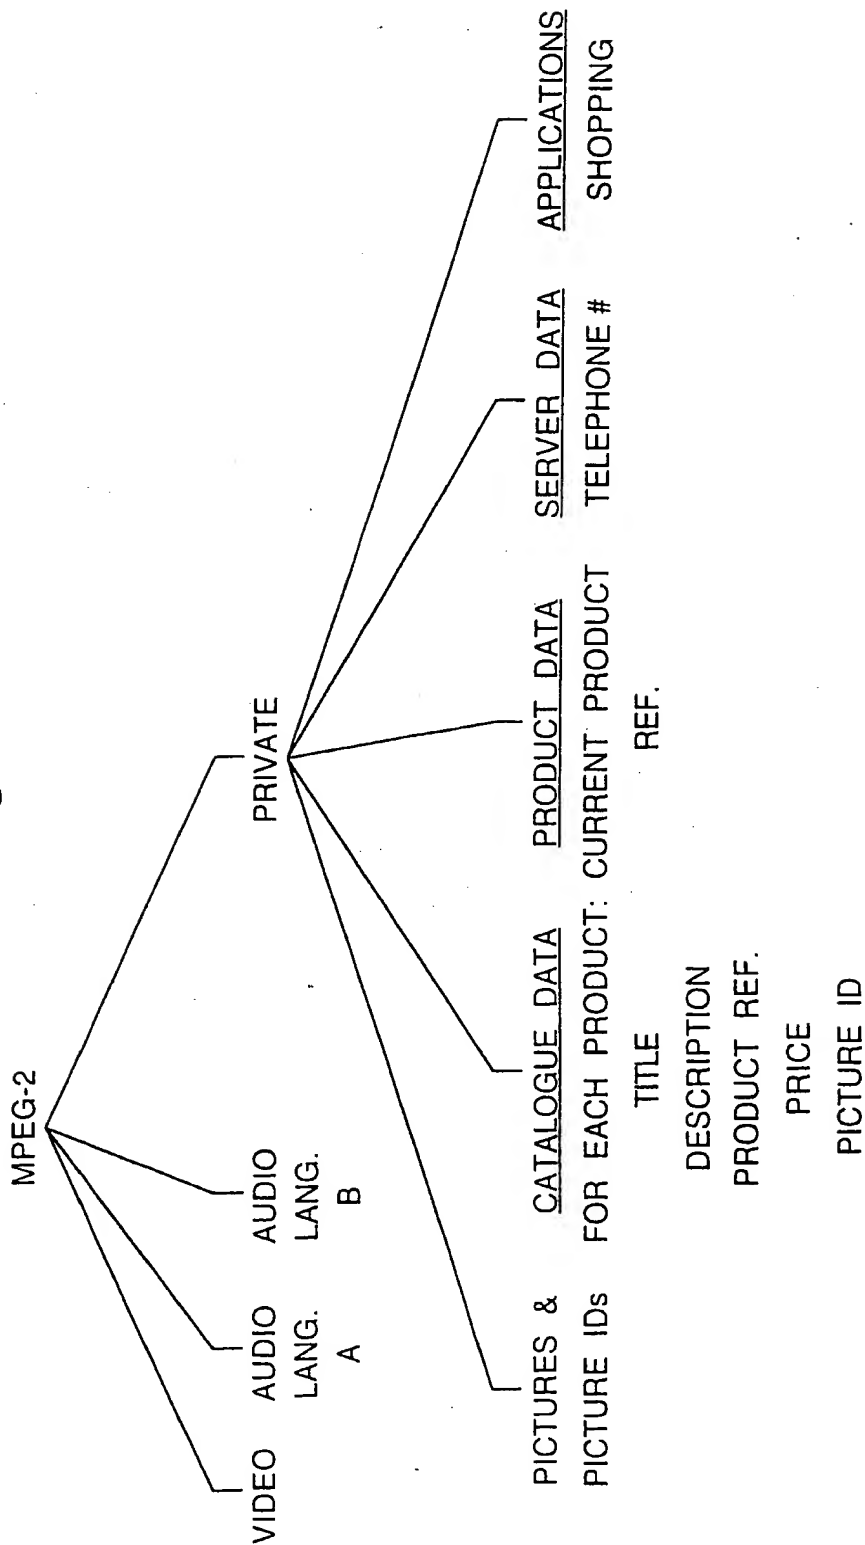 MPEG-2
VIDEO
AUDIO
LANG.
A
AUDIO
LANG.
B
PRIVATE
PICTURES &
PICTURE IDs
CATALOGUE DATA
FOR EACH PRODUCT:
TITLE
DESCRIPTION
PRODUCT REF.
PRICE
PICTURE ID
PRODUCT DATA
CURRENT PRODUCT
REF.
SERVER DATA
TELEPHONE #
APPLICATIONS
SHOPPING